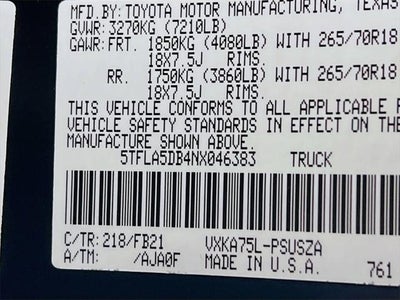 MFD.BY:TOYOTA MOTOR MANUFACTURING, TEXAS
GVWR:3270KG (7210LB)
GAWR:FRT. 1850KG (4080LB) WITH 265/70R18
18X7.5J RIMS.
RR. 1750KG (3860LB) WITH 265/70R18
18X7.5J RIMS.
THIS VEHICLE CONFORMS TO ALL APPLICABLE
VEHICLE SAFETY STANDARDS IN EFFECT ON THE
MANUFACTURE SHOWN ABOVE.
5TFLA5DB4NX046383 TRUCK
C/TR:218/FB21 VXKA75L-PSUSZA
A/TM: /AJA0F MADE IN U.S.A. 761